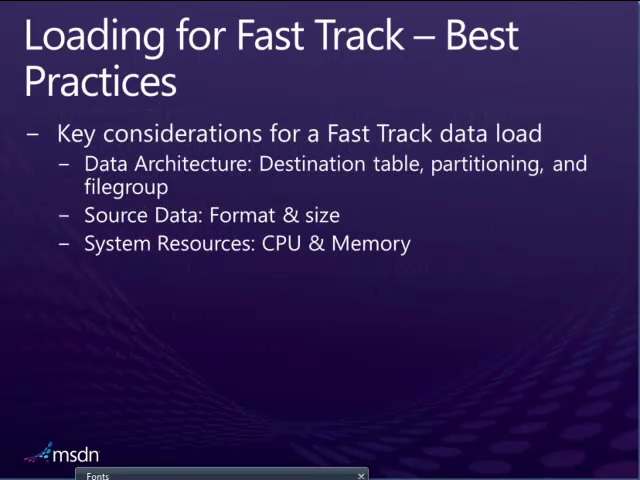 Loading for Fast Track – Best
Practices
– Key considerations for a Fast Track data load
– Data Architecture: Destination table, partitioning, and
filegroup
– Source Data: Format & size
– System Resources: CPU & Memory
msdn
Fonts